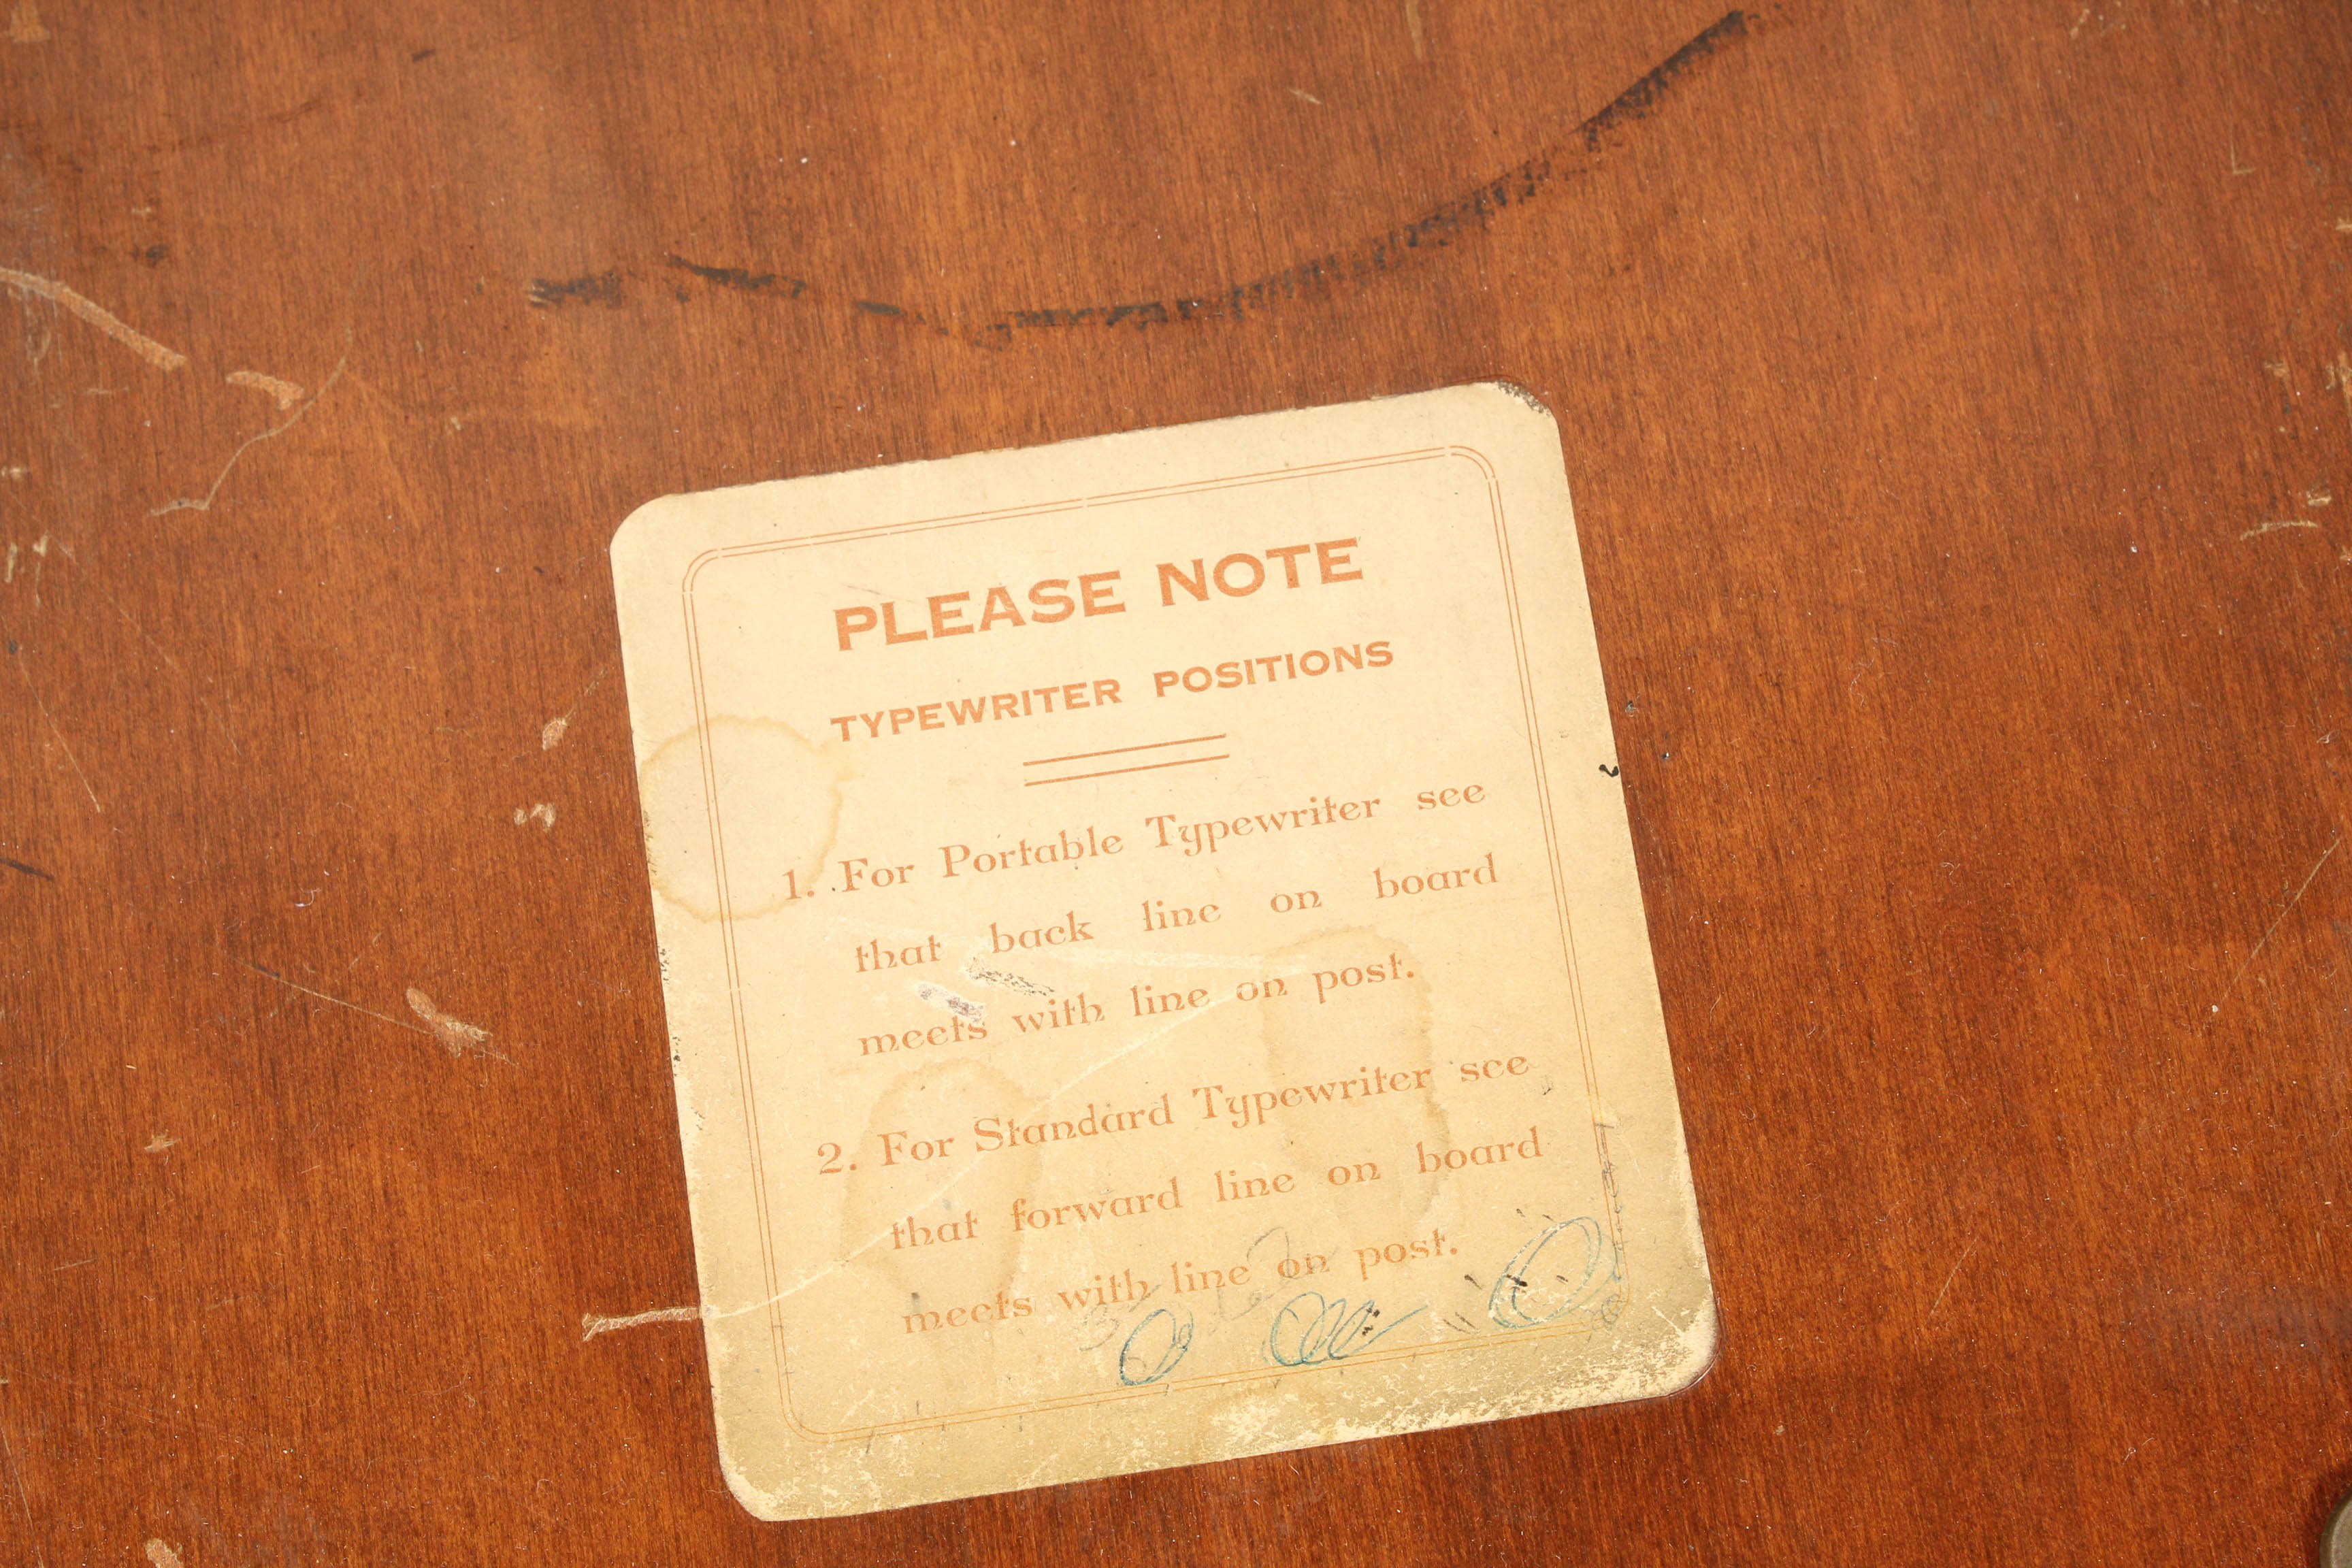 PLEASE NOTE
TYPEWRITER POSITIONS
1. For Portable Typewriter see
that back line on board
meets with line on post.
2. For Standard Typewriter see
that forward line on board
meets with line on post.